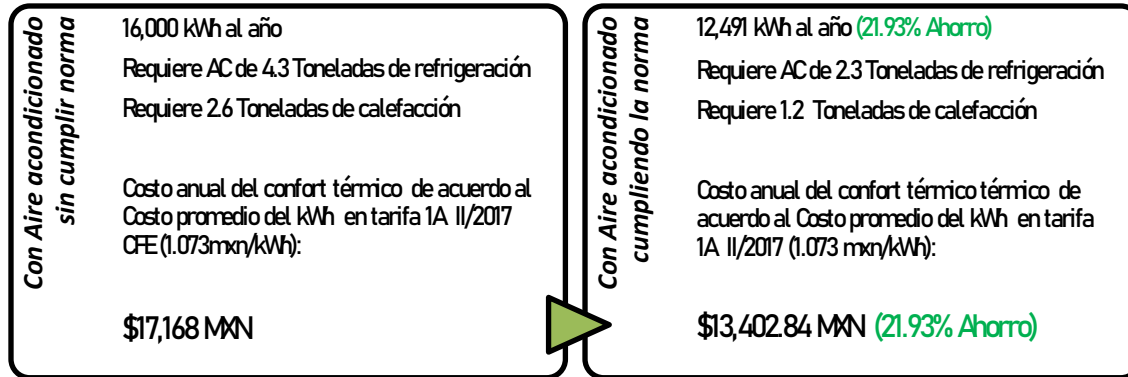 Con Aire acondicionado
sin cumplir norma
16,000 kWh al año
Requiere AC de 4.3 Toneladas de refrigeración
Requiere 2.6 Toneladas de calefacción
Costo anual del confort térmico de acuerdo al
Costo promedio del kWh en tarifa 1A II/2017
CFE (1.073mxn/kWh):
$17,168 MXN
Con Aire acondicionado
cumpliendo la norma
12,491 kWh al año (21.93% Ahorro)
Requiere AC de 2.3 Toneladas de refrigeración
Requiere 1.2 Toneladas de calefacción
Costo anual del confort térmico térmico de
acuerdo al Costo promedio del kWh en tarifa
1A II/2017 (1.073 mxn/kWh):
$13,402.84 MXN (21.93% Ahorro)